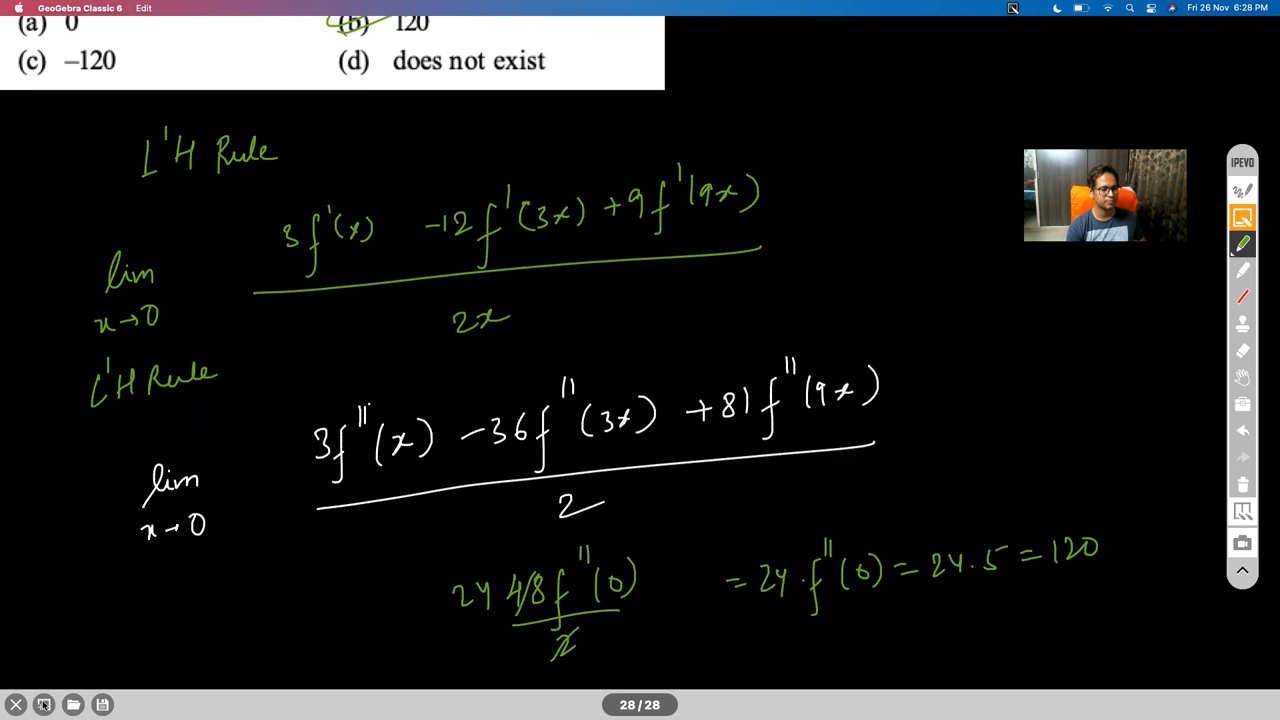 GeoGebra Classic 6 Edit Fri 26 Nov 6:28 PM
(a) 0 (b) 120
(c) –120 (d) does not exist
L'H Rule
lim x→0 3f'(x) -12f'(3x) +9f'(9x)
2x
L'H Rule
lim x→0 3f''(x) -36f''(3x) +81f''(9x)
2
24 48f''(0) = 24.f''(0) = 24.5 = 120
2
IPEVO
28 / 28